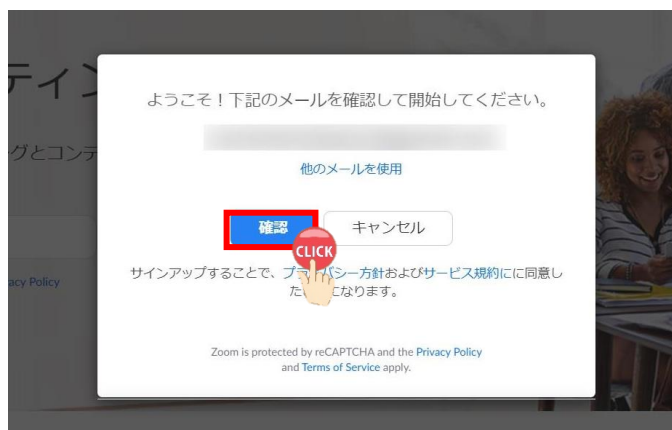 ティン
ようこそ！下記のメールを確認して開始してください。
グとコンテ
他のメールを使用
確認
キャンセル
CLICK
acy Policy
サインアップすることで、プラ バシー方針およびサービス規約にに同意し
た になります。
Zoom is protected by reCAPTCHA and the Privacy Policy
and Terms of Service apply.